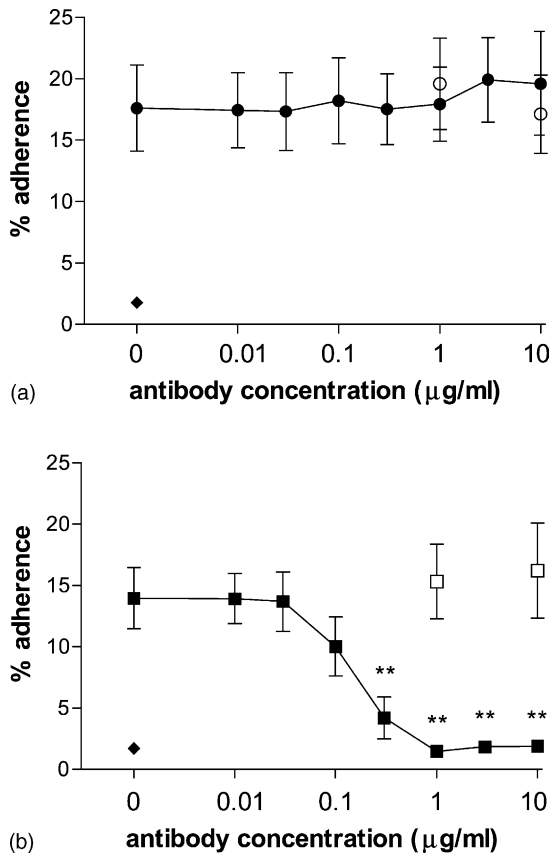 25
20
15
10
5
0
% adherence
0 0.01 0.1 1 10
(a)
antibody concentration (μg/ml)
25
20
15
10
5
0
% adherence
**
** ** **
0 0.01 0.1 1 10
(b)
antibody concentration (μg/ml)